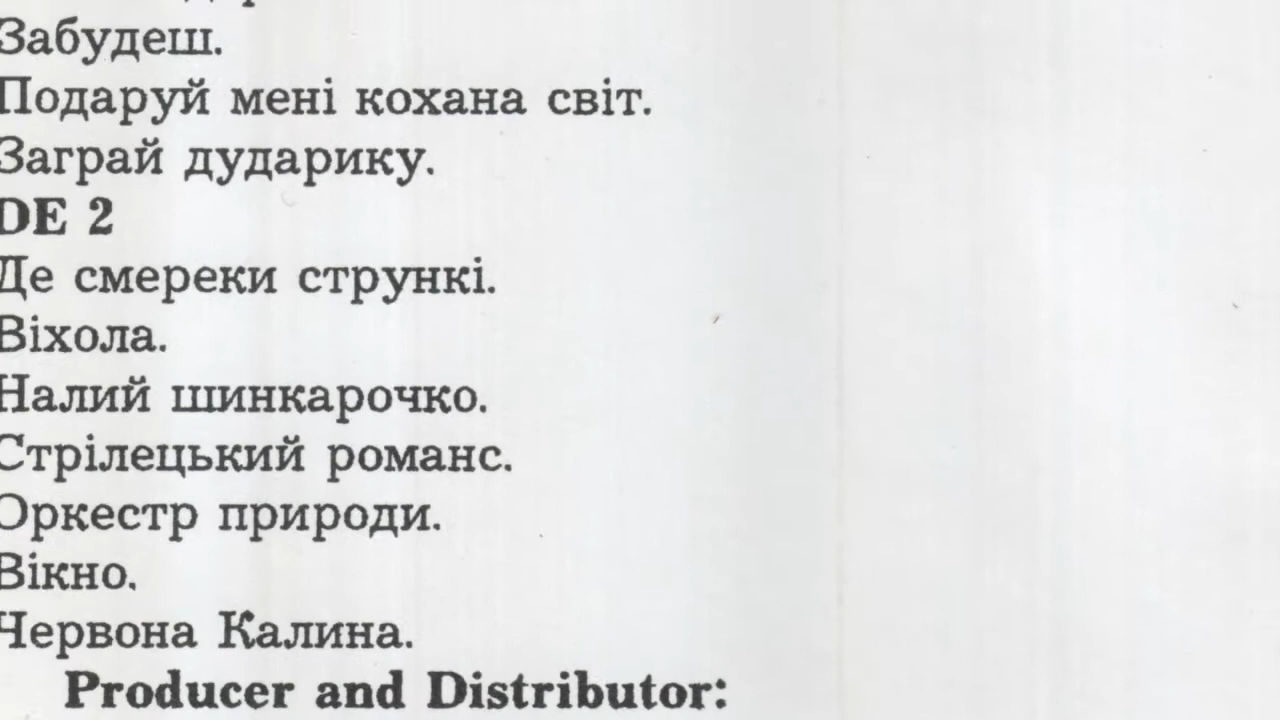 Забудеш.
Подаруй мені кохана світ.
Заграй дударику.
DE 2
Де смереки стрункі.
Віхола.
Налий шинкарочко.
Стрілецький романс.
Оркестр природи.
Вікно.
Червона Калина.
Producer and Distributor: